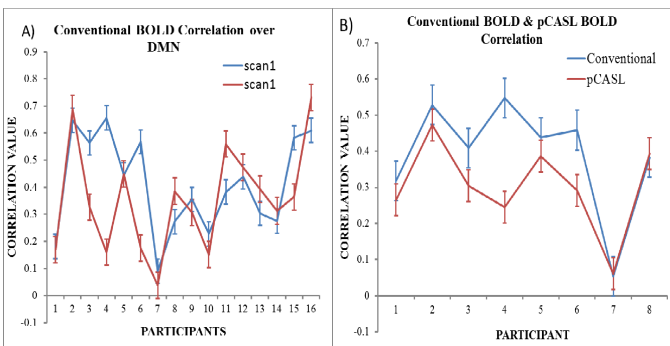 A)
Conventional BOLD Correlation over
DMN
scan1
scan1
CORRELATION VALUE
0.9
0.8
0.7
0.6
0.5
0.4
0.3
0.2
0.1
0
-0.1
1 2 3 4 5 6 7 8 9 10 11 12 13 14 15 16
PARTICIPANTS
B)
Conventional BOLD & pCASL BOLD
Correlation
Conventional
pCASL
CORRELATION VALUE
0.7
0.6
0.5
0.4
0.3
0.2
0.1
0
-0.1
1 2 3 4 5 6 7 8
PARTICIPANT